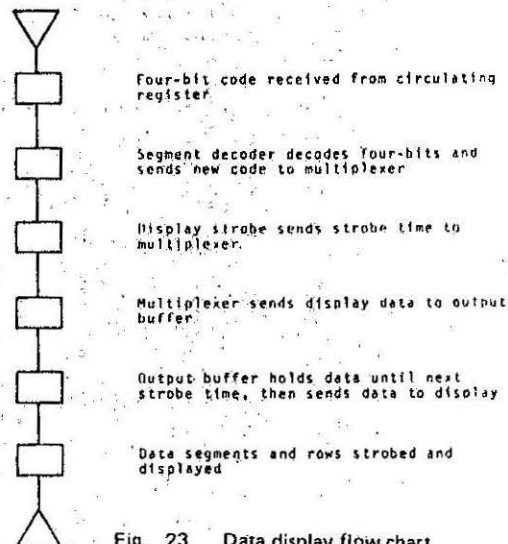 Four-bit code received from circulating
register
Segment decoder decodes four-bits and
sends new code to multiplexer
Display strobe sends strobe time to
multiplexer.
Multiplexer sends display data to output
buffer
Output buffer holds data until next
strobe time, then sends data to display
Data segments and rows strobed and
displayed
Fig. 23 Data display flow chart